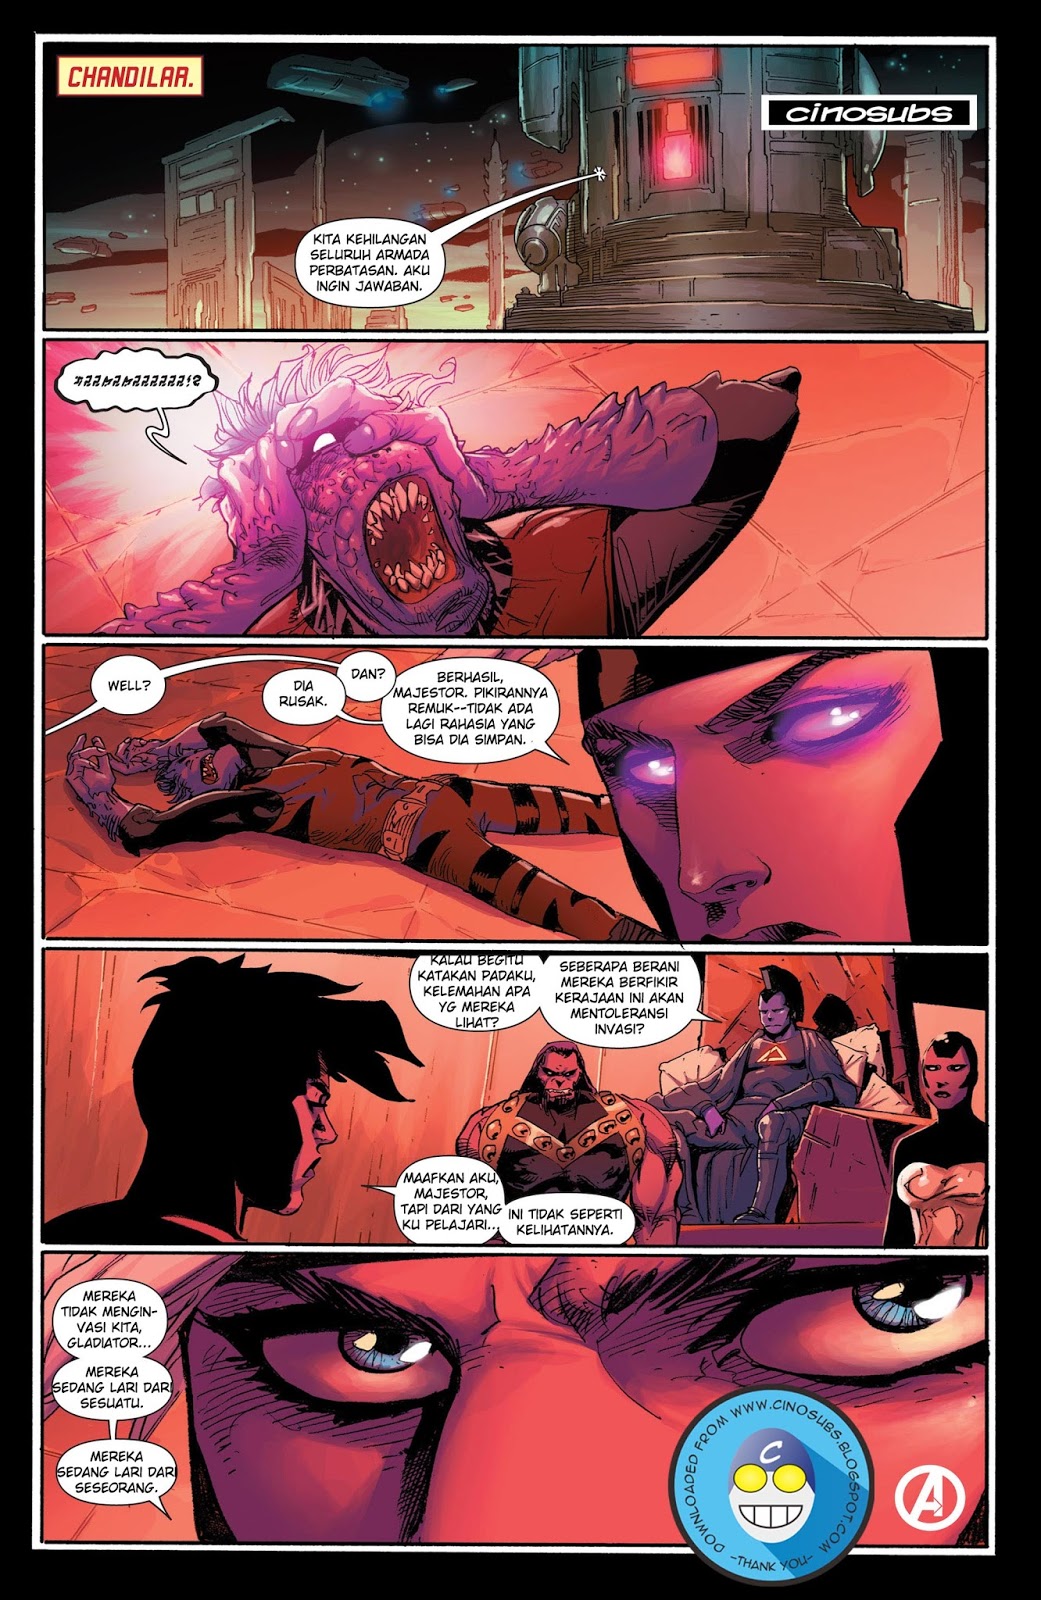 CHANDILAR.
cinosubs
KITA KEHILANGAN
SELURUH ARMADA
PERBATASAN. AKU
INGIN JAWABAN.
WELL?
DIA
RUSAK.
DAN?
BERHASIL,
MAJESTOR. PIKIRANNYA
REMUK--TIDAK ADA
LAGI RAHASIA YANG
BISA DIA SIMPAN.
KALAU BEGITU
KATAKAN PADAKU,
KELEMAHAN APA
YG MEREKA
LIHAT?
SEBERAPA BERANI
MEREKA BERFIKIR
KERAJAAN INI AKAN
MENTOLERANSI
INVASI?
MAAFKAN AKU,
MAJESTOR,
TAPI DARI YANG
KU PELAJARI...
INI TIDAK SEPERTI
KELIHATANNYA.
MEREKA
TIDAK MENGIN-
VASI KITA,
GLADIATOR...
MEREKA
SEDANG LARI DARI
SESUATU.
MEREKA
SEDANG LARI DARI
SESEORANG.
DOWNLOADED FROM WWW.CINOSUBS.BLOGSPOT.COM
C
-THANK YOU-
A